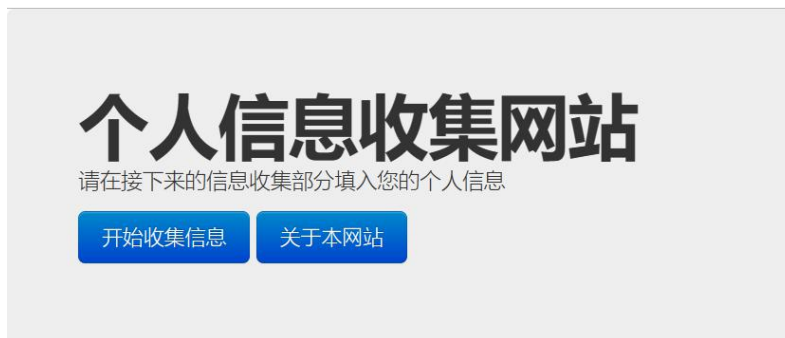 个人信息收集网站
请在接下来的信息收集部分填入您的个人信息
开始收集信息 关于本网站